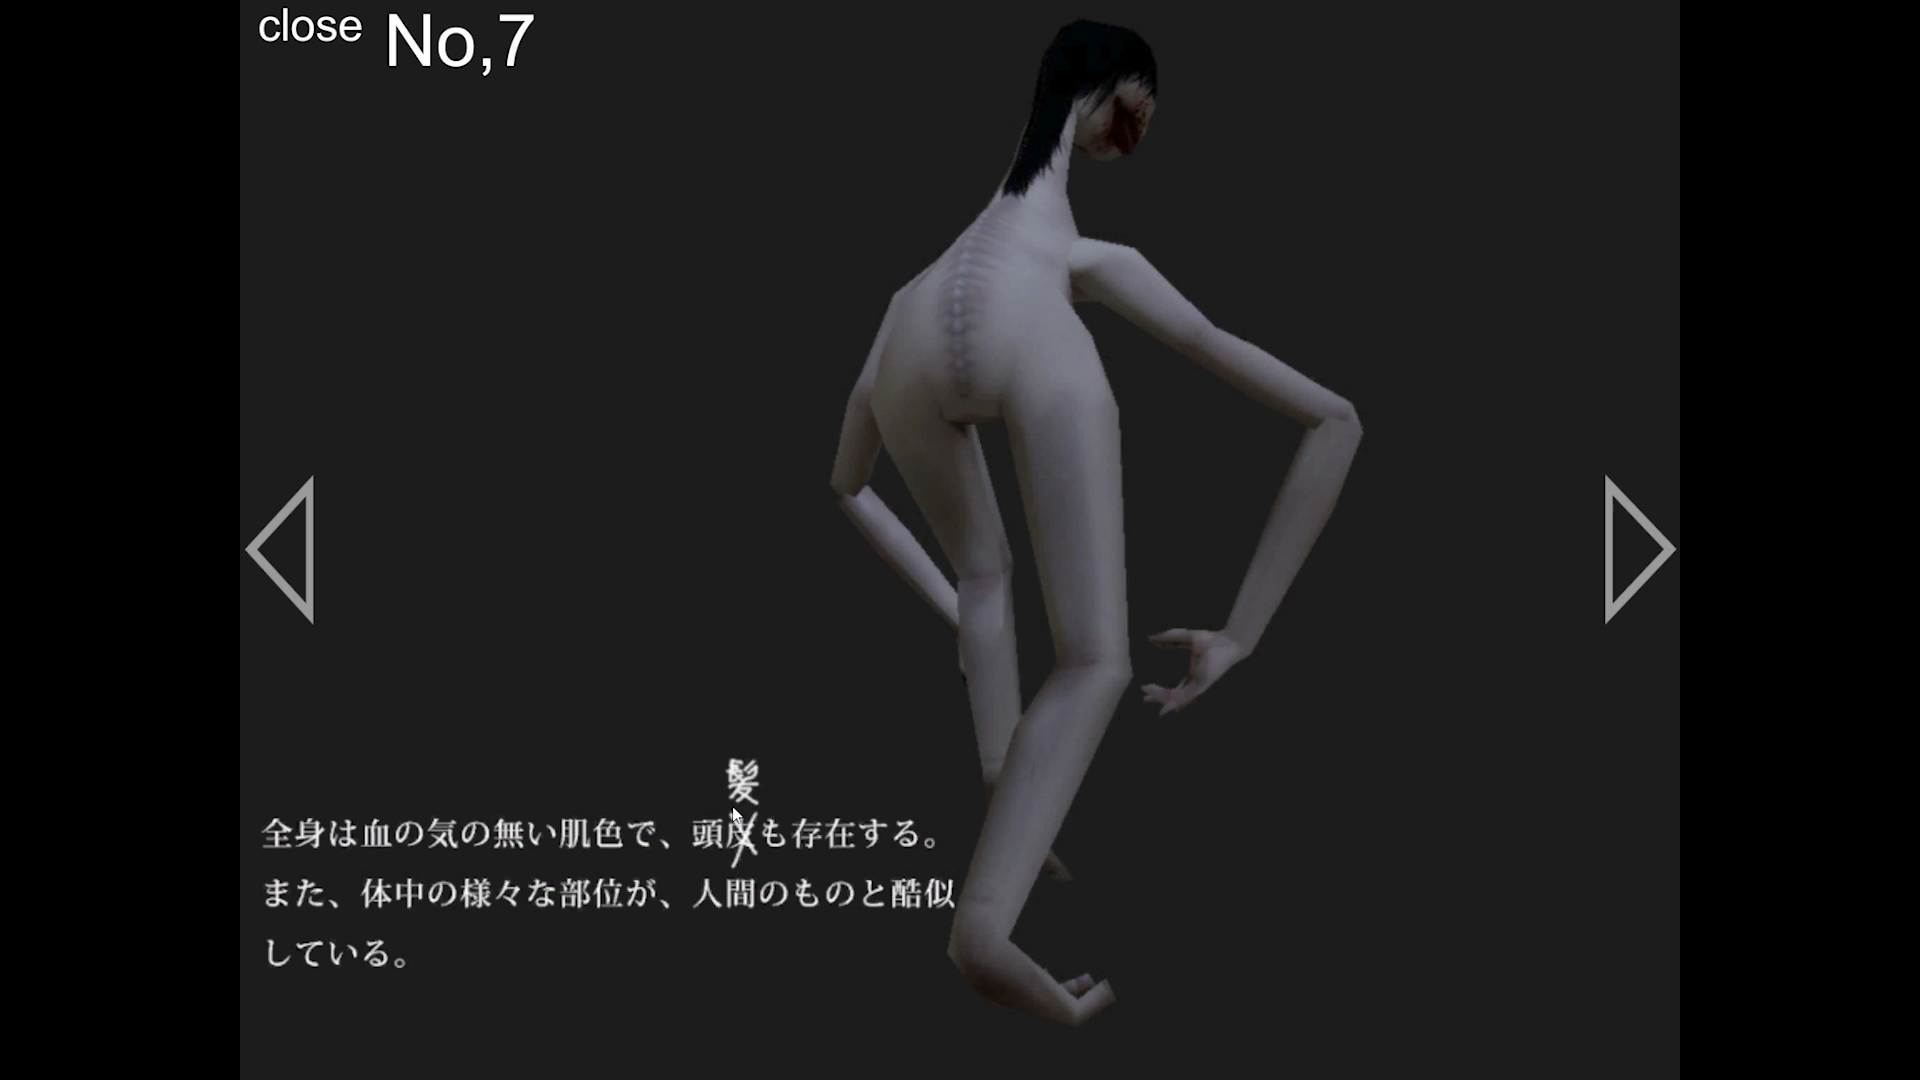 close No,7
髪
全身は血の気の無い肌色で、頭皮も存在する。
また、体中の様々な部位が、人間のものと酷似
している。